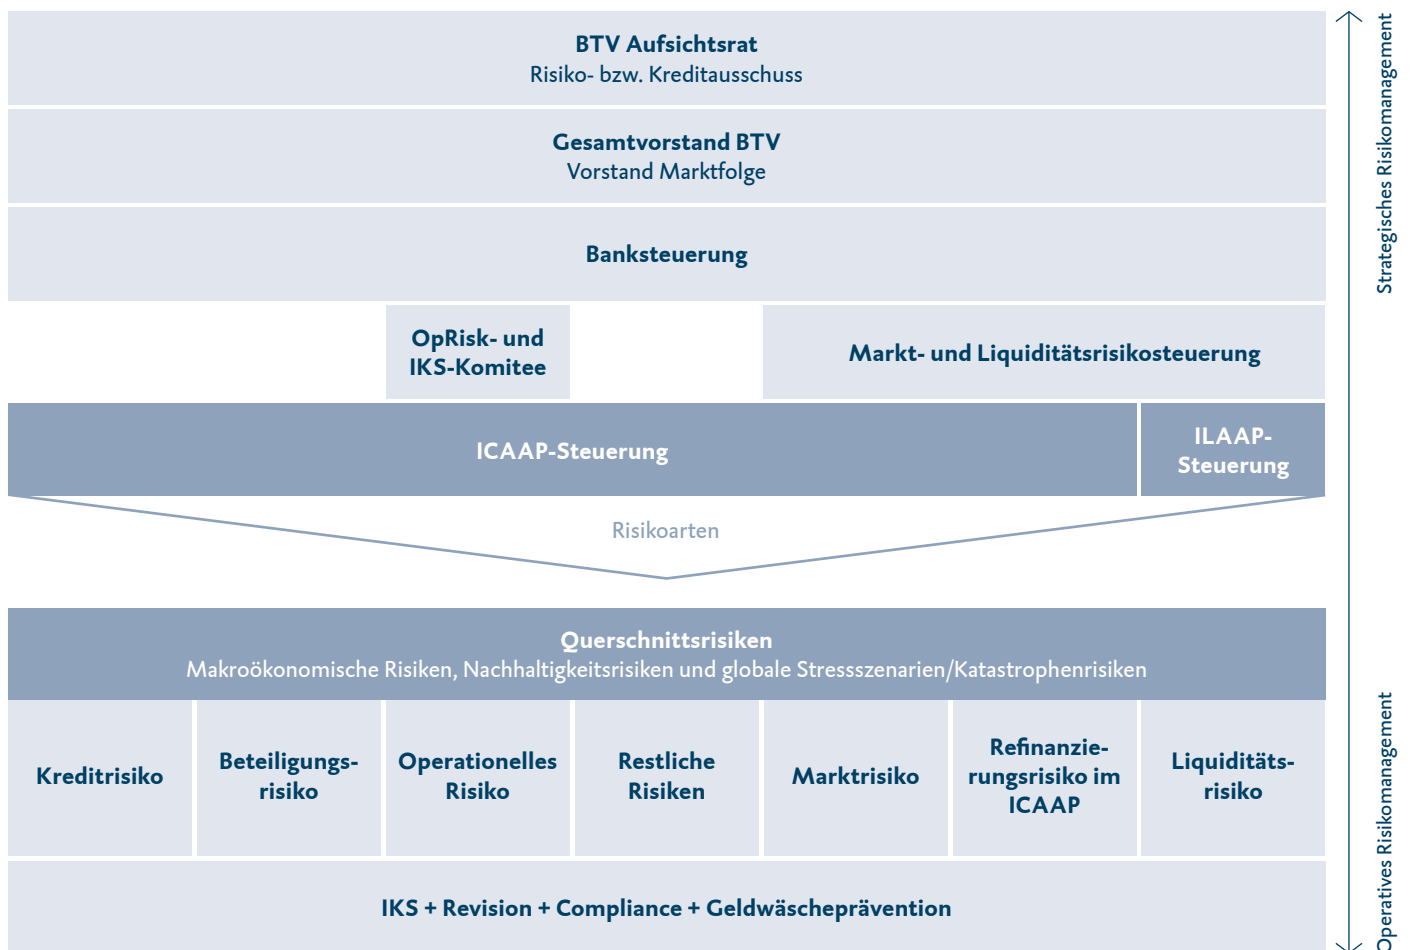 BTV Aufsichtsrat
Risiko- bzw. Kreditausschuss
Gesamtvorstand BTV
Vorstand Marktfolge
Banksteuerung
OpRisk- und
IKS-Komitee
Markt- und Liquiditätsrisikosteuerung
ICAAP-Steuerung
ILAAP-
Steuerung
Risikoarten
Querschnittsrisiken
Makroökonomische Risiken, Nachhaltigkeitsrisiken und globale Stressszenarien/Katastrophenrisiken
Kreditrisiko
Beteiligungs-
risiko
Operationelles
Risiko
Restliche
Risiken
Marktrisiko
Refinanzie-
rungsrisiko im
ICAAP
Liquiditäts-
risiko
IKS + Revision + Compliance + Geldwäscheprävention
Strategisches Risikomanagement
Operatives Risikomanagement